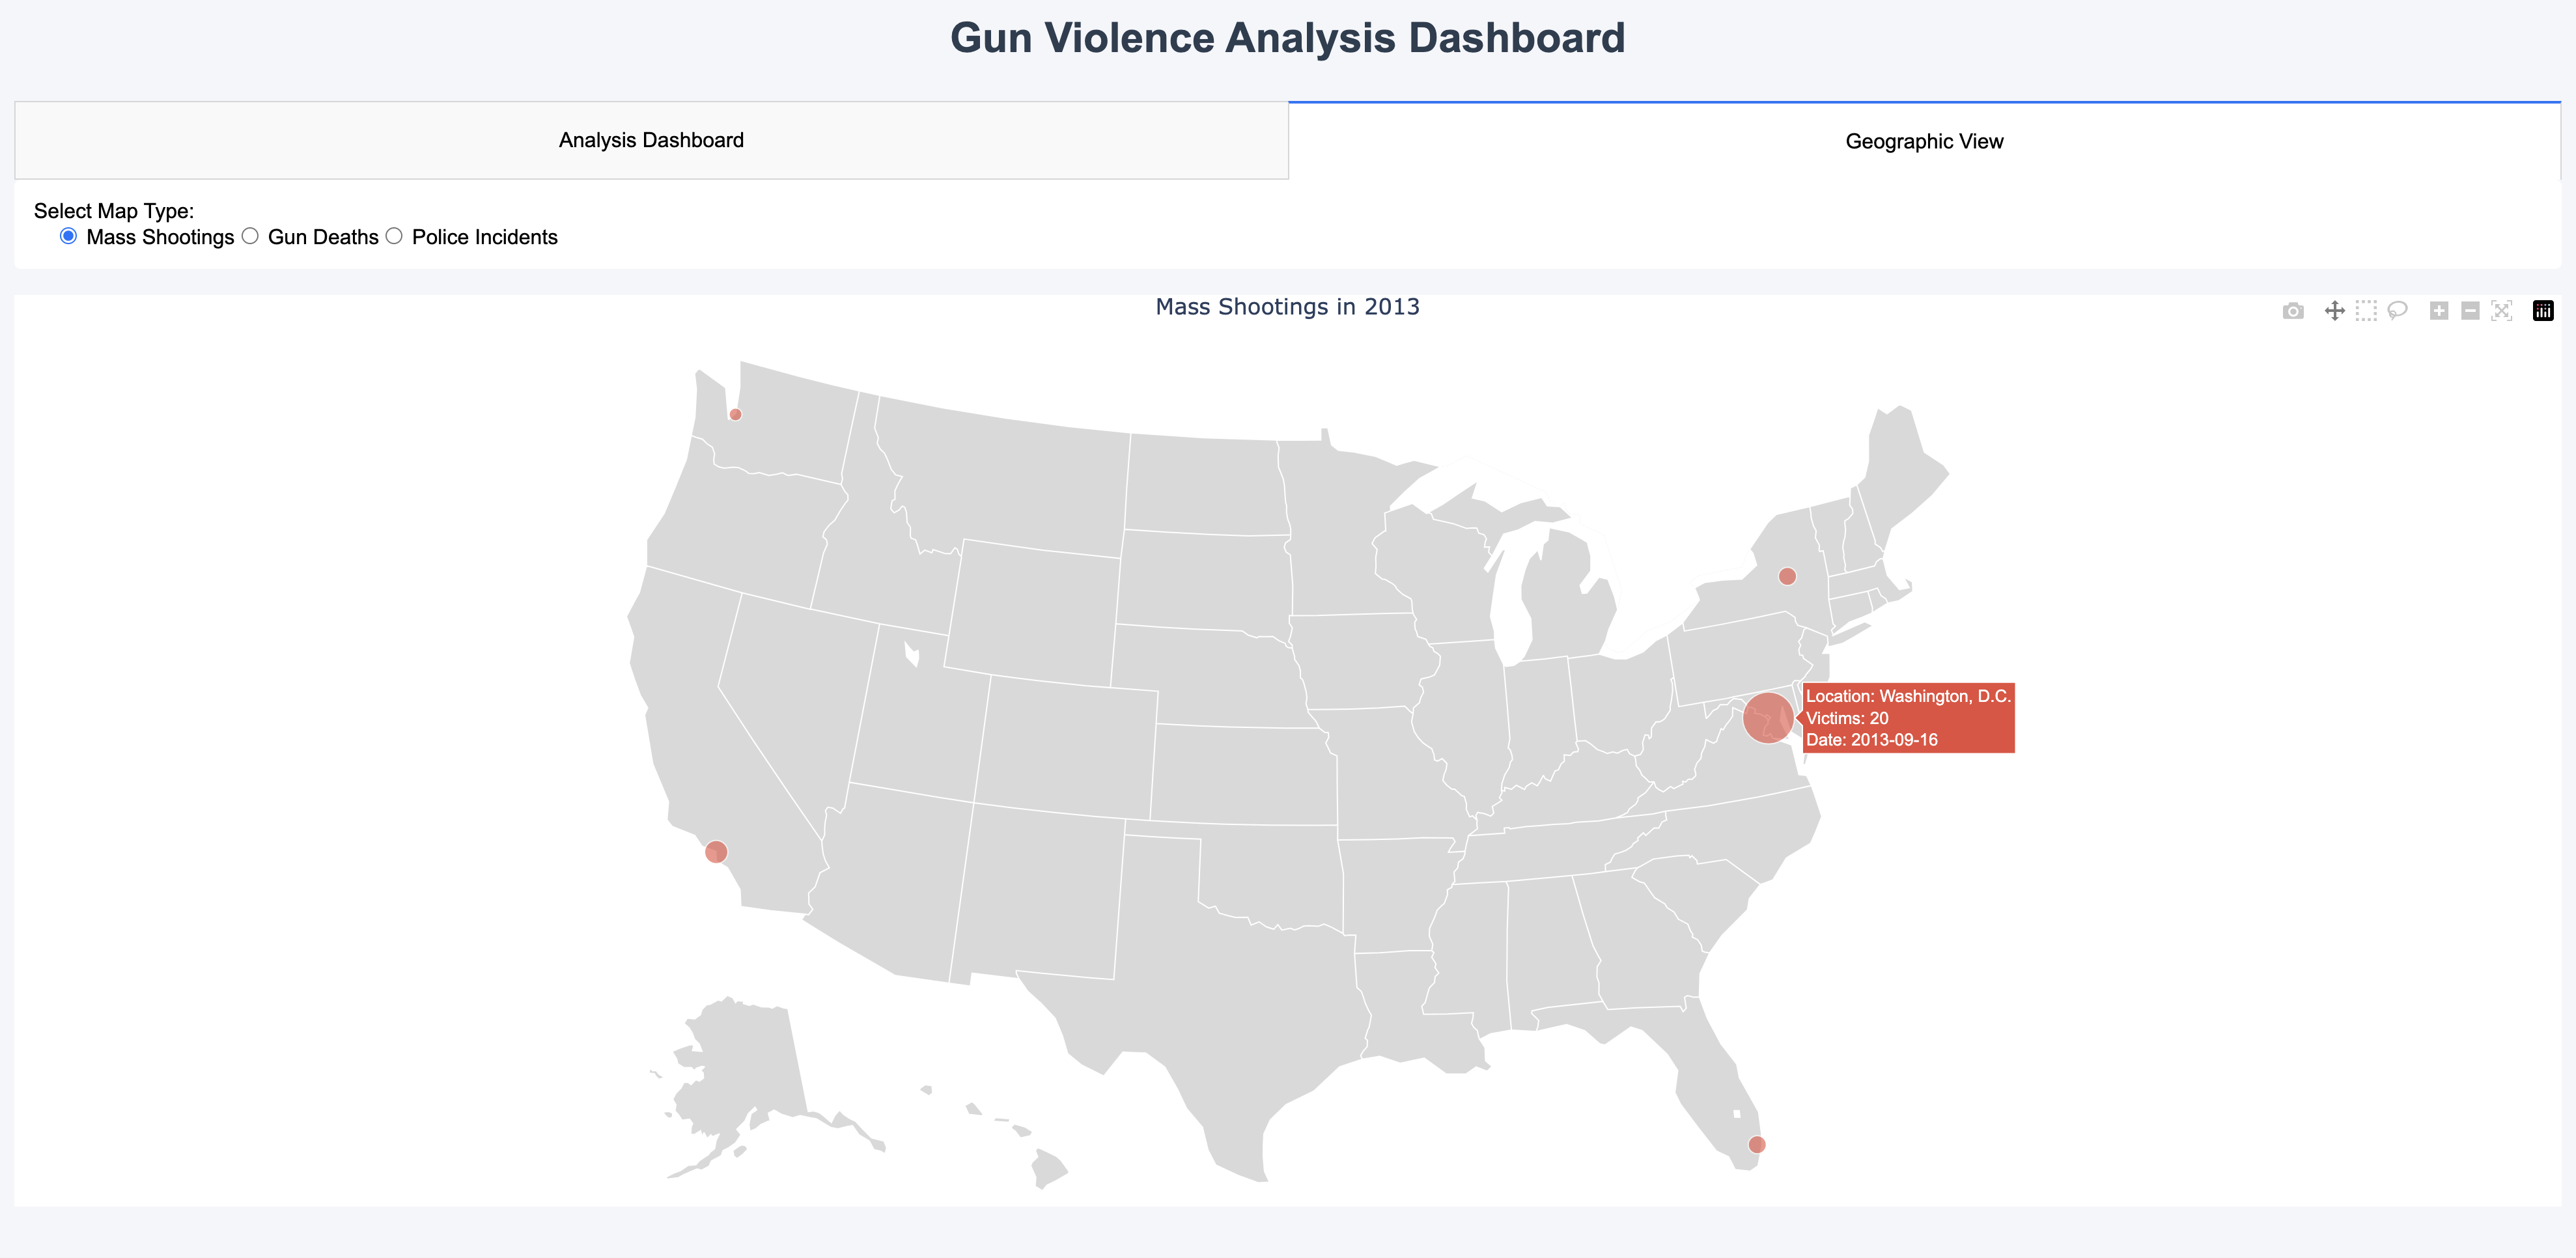 Gun Violence Analysis Dashboard
Analysis Dashboard
Geographic View
Select Map Type:
Mass Shootings Gun Deaths Police Incidents
Mass Shootings in 2013
Location: Washington, D.C.
Victims: 20
Date: 2013-09-16